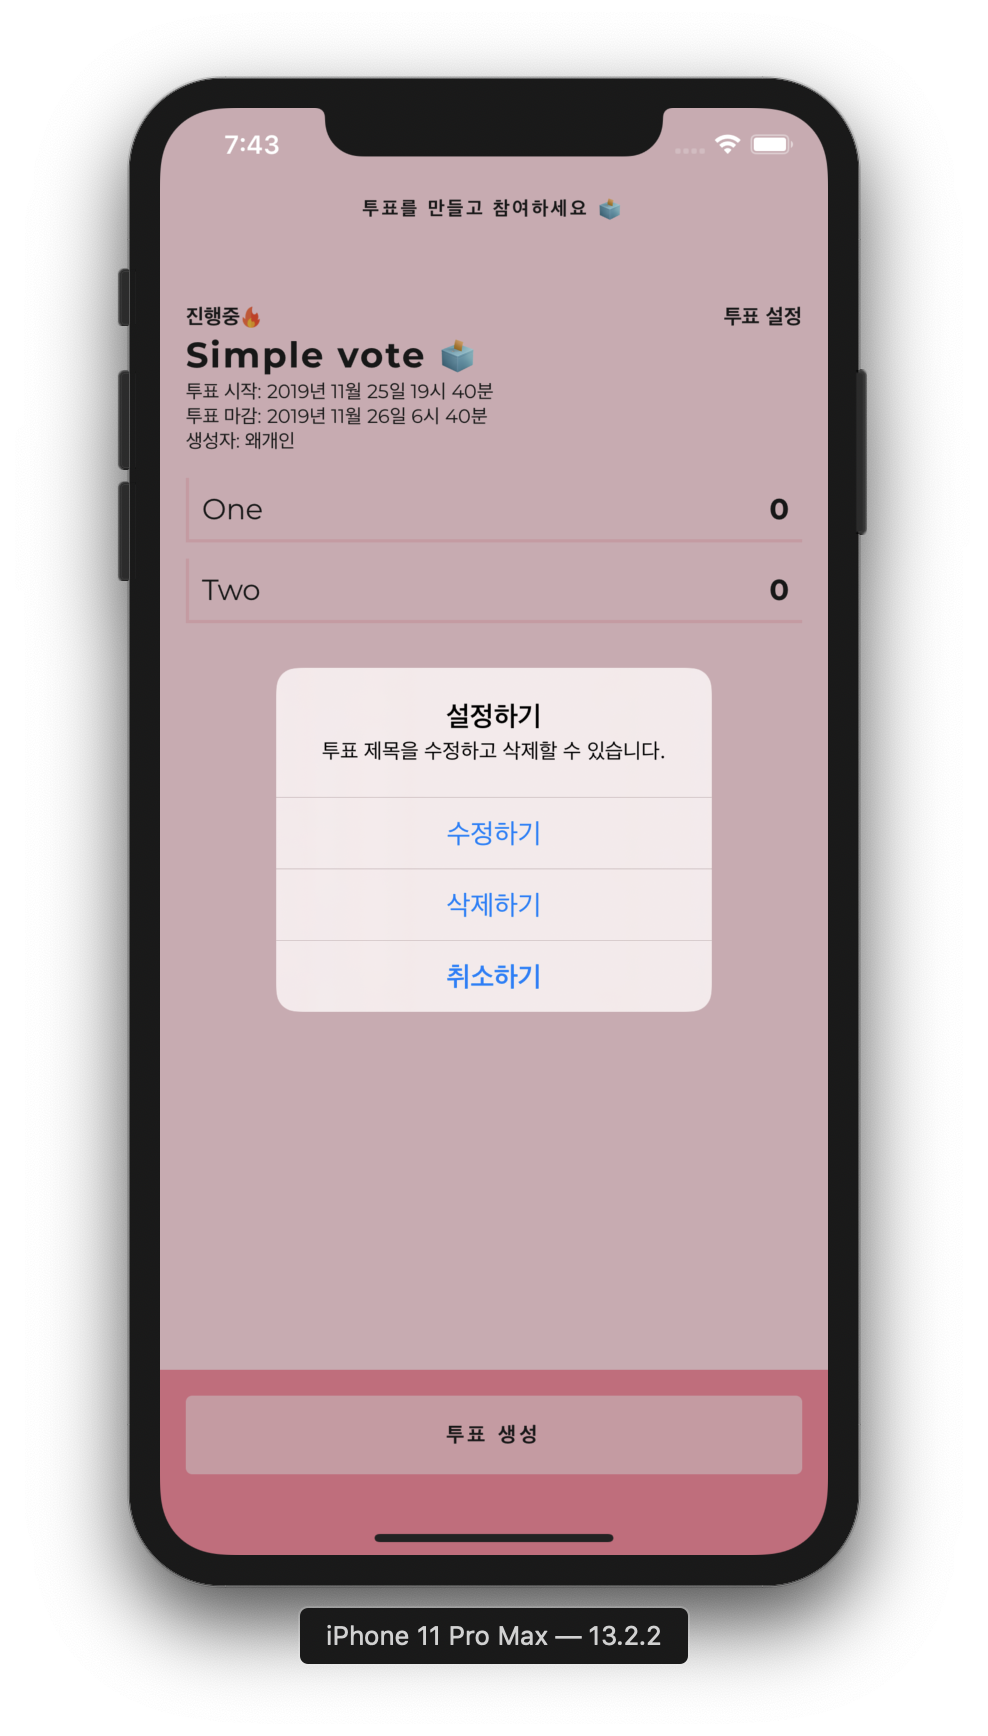 7:43
투표를 만들고 참여하세요 🗳
진행중🔥 투표 설정
Simple vote 🗳
투표 시작: 2019년 11월 25일 19시 40분
투표 마감: 2019년 11월 26일 6시 40분
생성자: 왜개인
One 0
Two 0
설정하기
투표 제목을 수정하고 삭제할 수 있습니다.
수정하기
삭제하기
취소하기
투표 생성
iPhone 11 Pro Max — 13.2.2